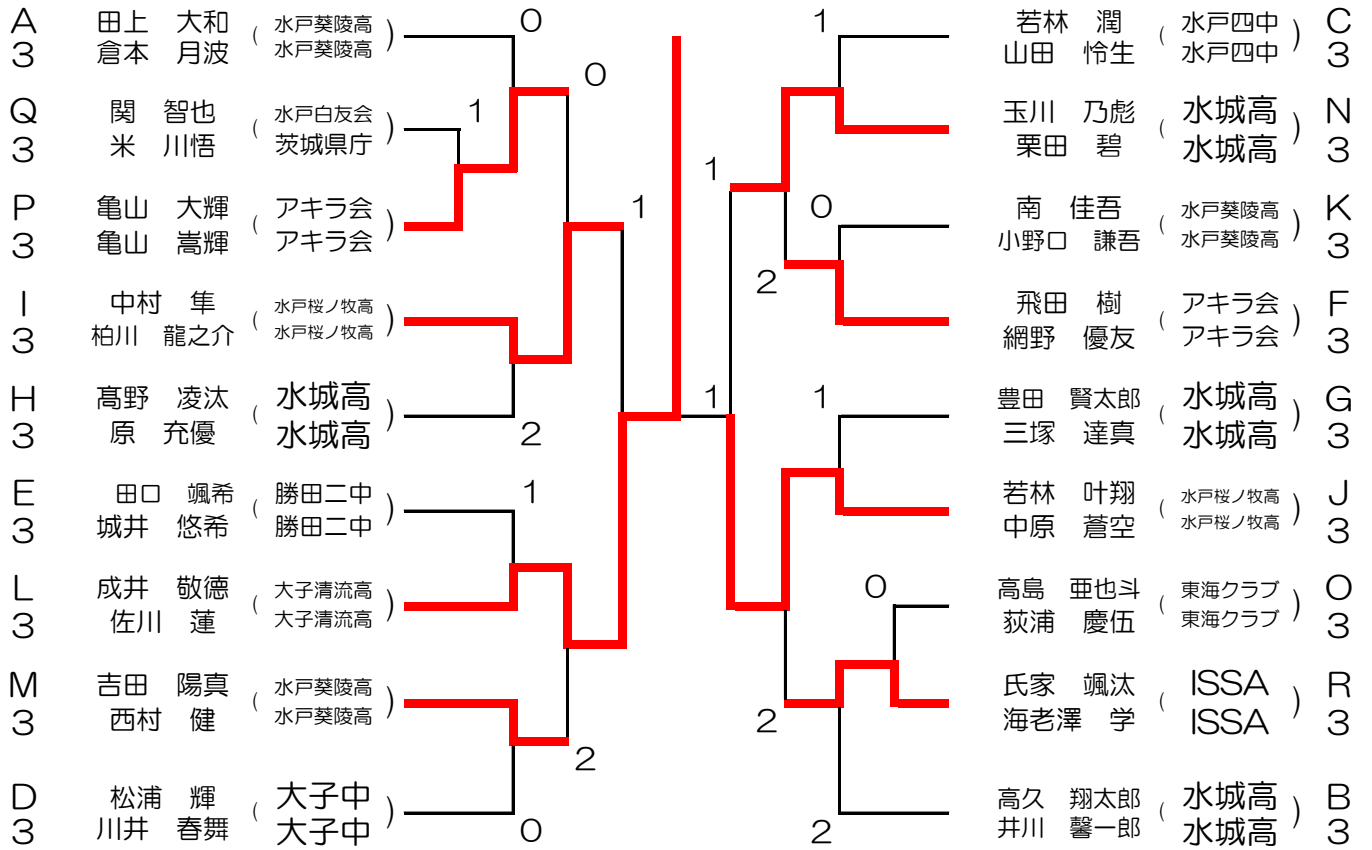 A 田上 大和 ( 水戸葵陵高 ) 0
3 倉本 月波 水戸葵陵高
0
Q 関 智也 ( 水戸白友会 ) 1
3 米 川悟 茨城県庁
P 亀山 大輝 ( アキラ会 ) 1
3 亀山 嵩輝 アキラ会
I 中村 隼 ( 水戸桜ノ牧高 )
3 柏川 龍之介 水戸桜ノ牧高
H 髙野 凌汰 ( 水城高 )
3 原 充優 水城高 2
E 田口 颯希 ( 勝田二中 ) 1
3 城井 悠希 勝田二中
L 成井 敬德 ( 大子清流高 )
3 佐川 蓮 大子清流高
M 吉田 陽真 ( 水戸葵陵高 )
3 西村 健 水戸葵陵高
2
D 松浦 輝 ( 大子中 )
3 川井 春舞 大子中 0
1 若林 潤 ( 水戸四中 ) C
山田 怜生 水戸四中 3
玉川 乃彪 ( 水城高 ) N
栗田 碧 水城高 3
1
0 南 佳吾 ( 水戸葵陵高 ) K
小野口 謙吾 水戸葵陵高 3
2
飛田 樹 ( アキラ会 ) F
網野 優友 アキラ会 3
1
1 豊田 賢太郎 ( 水城高 ) G
三塚 達真 水城高 3
若林 叶翔 ( 水戸桜ノ牧高 ) J
中原 蒼空 水戸桜ノ牧高 3
0 高島 亜也斗 ( 東海クラブ ) O
荻浦 慶伍 東海クラブ 3
氏家 颯汰 ( ISSA ) R
2 海老澤 学 ISSA 3
高久 翔太郎 ( 水城高 ) B
2 井川 馨一郎 水城高 3